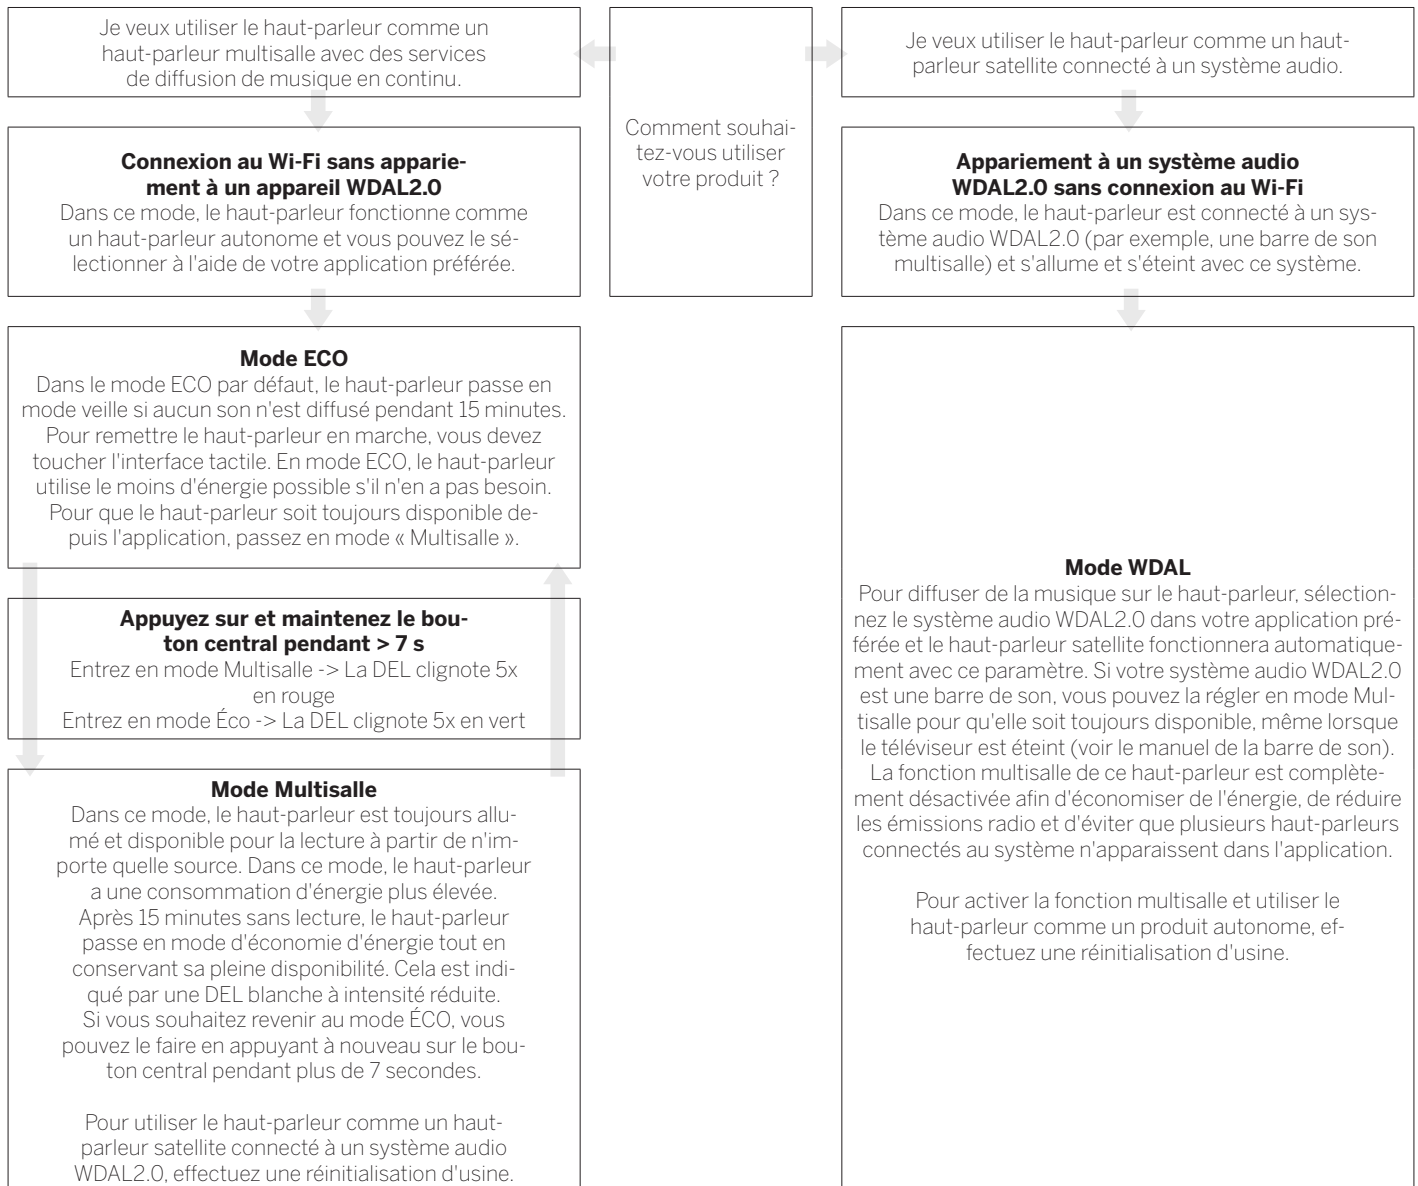 Je veux utiliser le haut-parleur comme un
haut-parleur multisalle avec des services
de diffusion de musique en continu.
Comment souhai-
tez-vous utiliser
votre produit ?
Je veux utiliser le haut-parleur comme un haut-
parleur satellite connecté à un système audio.
Connexion au Wi-Fi sans apparie-
ment à un appareil WDAL2.0
Dans ce mode, le haut-parleur fonctionne comme
un haut-parleur autonome et vous pouvez le sé-
lectionner à l'aide de votre application préférée.
Appariement à un système audio
WDAL2.0 sans connexion au Wi-Fi
Dans ce mode, le haut-parleur est connecté à un sys-
tème audio WDAL2.0 (par exemple, une barre de son
multisalle) et s'allume et s'éteint avec ce système.
Mode ECO
Dans le mode ECO par défaut, le haut-parleur passe en
mode veille si aucun son n'est diffusé pendant 15 minutes.
Pour remettre le haut-parleur en marche, vous devez
toucher l'interface tactile. En mode ECO, le haut-parleur
utilise le moins d'énergie possible s'il n'en a pas besoin.
Pour que le haut-parleur soit toujours disponible de-
puis l'application, passez en mode « Multisalle ».
Appuyez sur et maintenez le bou-
ton central pendant > 7 s
Entrez en mode Multisalle -> La DEL clignote 5x
en rouge
Entrez en mode Éco -> La DEL clignote 5x en vert
Mode Multisalle
Dans ce mode, le haut-parleur est toujours allu-
mé et disponible pour la lecture à partir de n'im-
porte quelle source. Dans ce mode, le haut-parleur
a une consommation d'énergie plus élevée.
Après 15 minutes sans lecture, le haut-parleur
passe en mode d'économie d'énergie tout en
conservant sa pleine disponibilité. Cela est indi-
qué par une DEL blanche à intensité réduite.
Si vous souhaitez revenir au mode ÉCO, vous
pouvez le faire en appuyant à nouveau sur le bou-
ton central pendant plus de 7 secondes.
Pour utiliser le haut-parleur comme un haut-
parleur satellite connecté à un système audio
WDAL2.0, effectuez une réinitialisation d'usine.
Mode WDAL
Pour diffuser de la musique sur le haut-parleur, sélection-
nez le système audio WDAL2.0 dans votre application pré-
férée et le haut-parleur satellite fonctionnera automatique-
ment avec ce paramètre. Si votre système audio WDAL2.0
est une barre de son, vous pouvez la régler en mode Mul-
tisalle pour qu'elle soit toujours disponible, même lorsque
le téléviseur est éteint (voir le manuel de la barre de son).
La fonction multisalle de ce haut-parleur est complète-
ment désactivée afin d'économiser de l'énergie, de réduire
les émissions radio et d'éviter que plusieurs haut-parleurs
connectés au système n'apparaissent dans l'application.
Pour activer la fonction multisalle et utiliser le
haut-parleur comme un produit autonome, ef-
fectuez une réinitialisation d'usine.